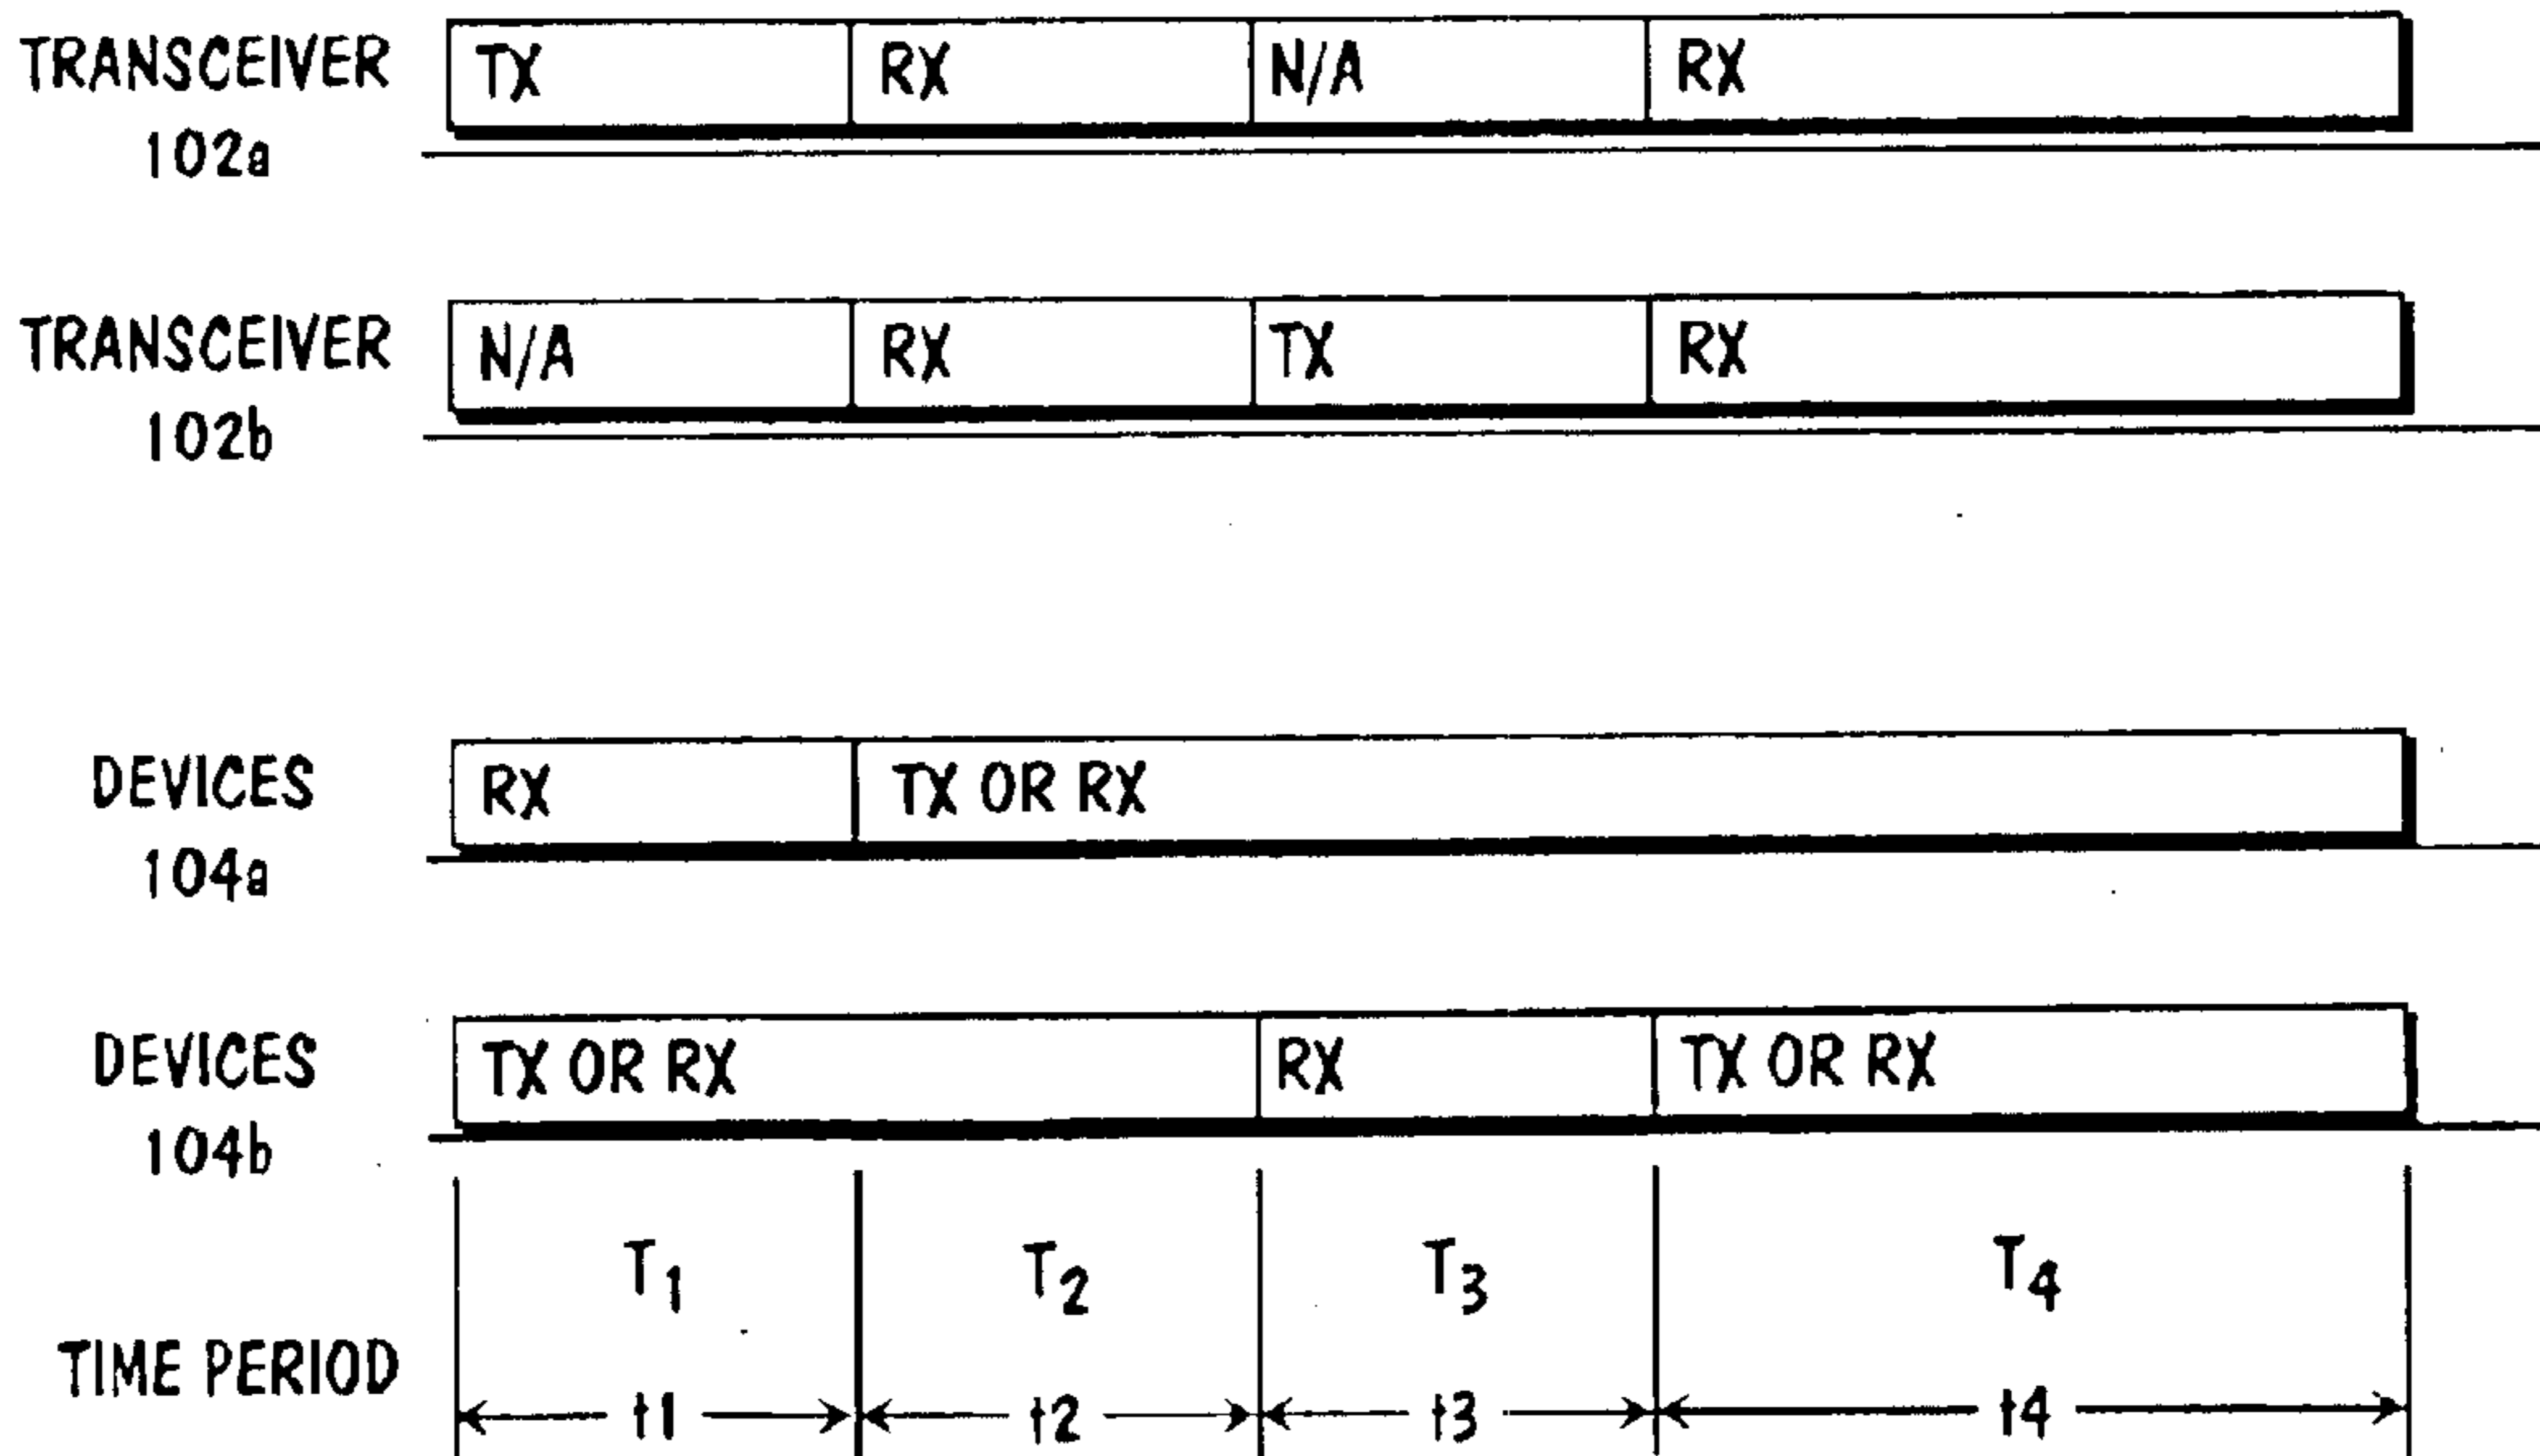 TRANSCEIVER
102a
TX RX N/A RX
TRANSCEIVER
102b
N/A RX TX RX
DEVICES
104a
RX TX OR RX
DEVICES
104b
TX OR RX RX TX OR RX
T1 T2 T3 T4
TIME PERIOD
t1 t2 t3 t4